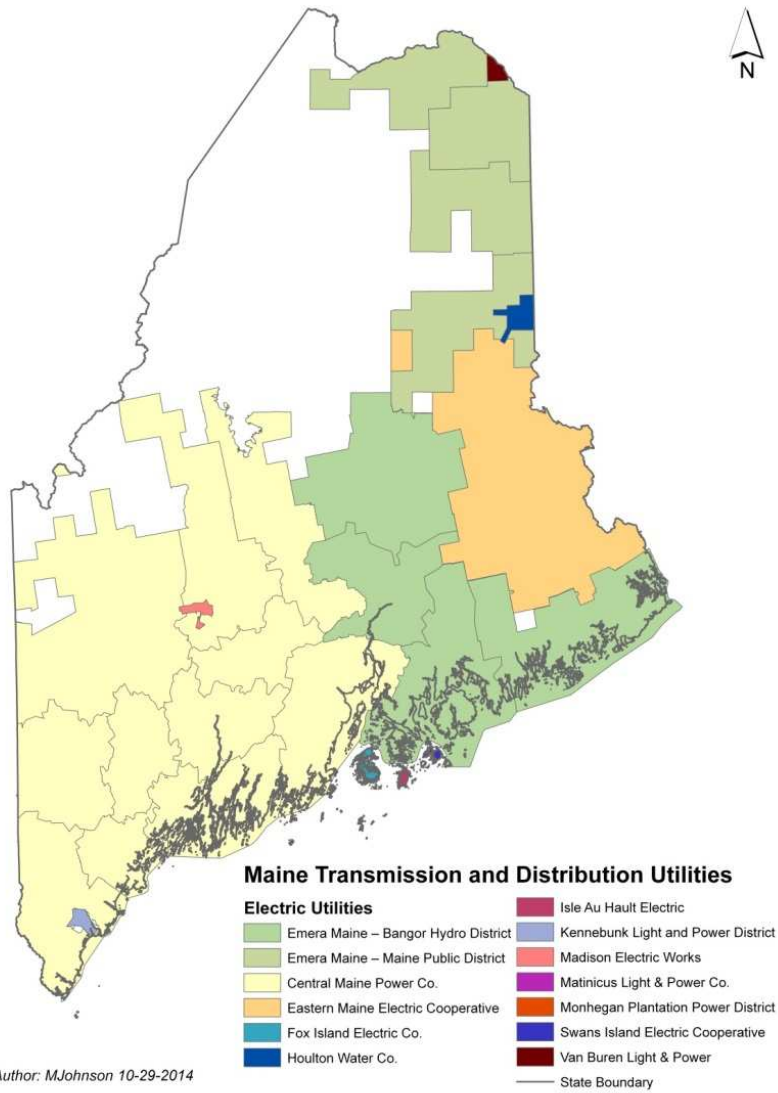 N
Maine Transmission and Distribution Utilities
Electric Utilities
Emera Maine – Bangor Hydro District
Emera Maine – Maine Public District
Central Maine Power Co.
Eastern Maine Electric Cooperative
Fox Island Electric Co.
Houlton Water Co.
Isle Au Hault Electric
Kennebunk Light and Power District
Madison Electric Works
Matinicus Light & Power Co.
Monhegan Plantation Power District
Swans Island Electric Cooperative
Van Buren Light & Power
State Boundary
uthor: MJohnson 10-29-2014